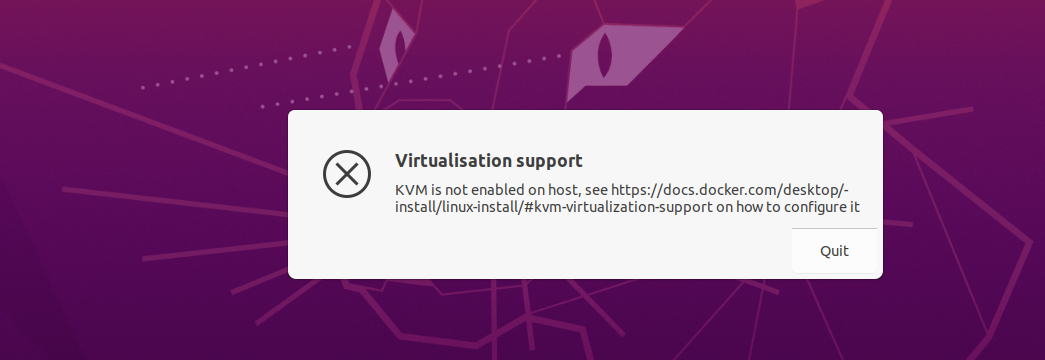 Virtualisation support
KVM is not enabled on host, see https://docs.docker.com/desktop/-
install/linux-install/#kvm-virtualization-support on how to configure it
Quit